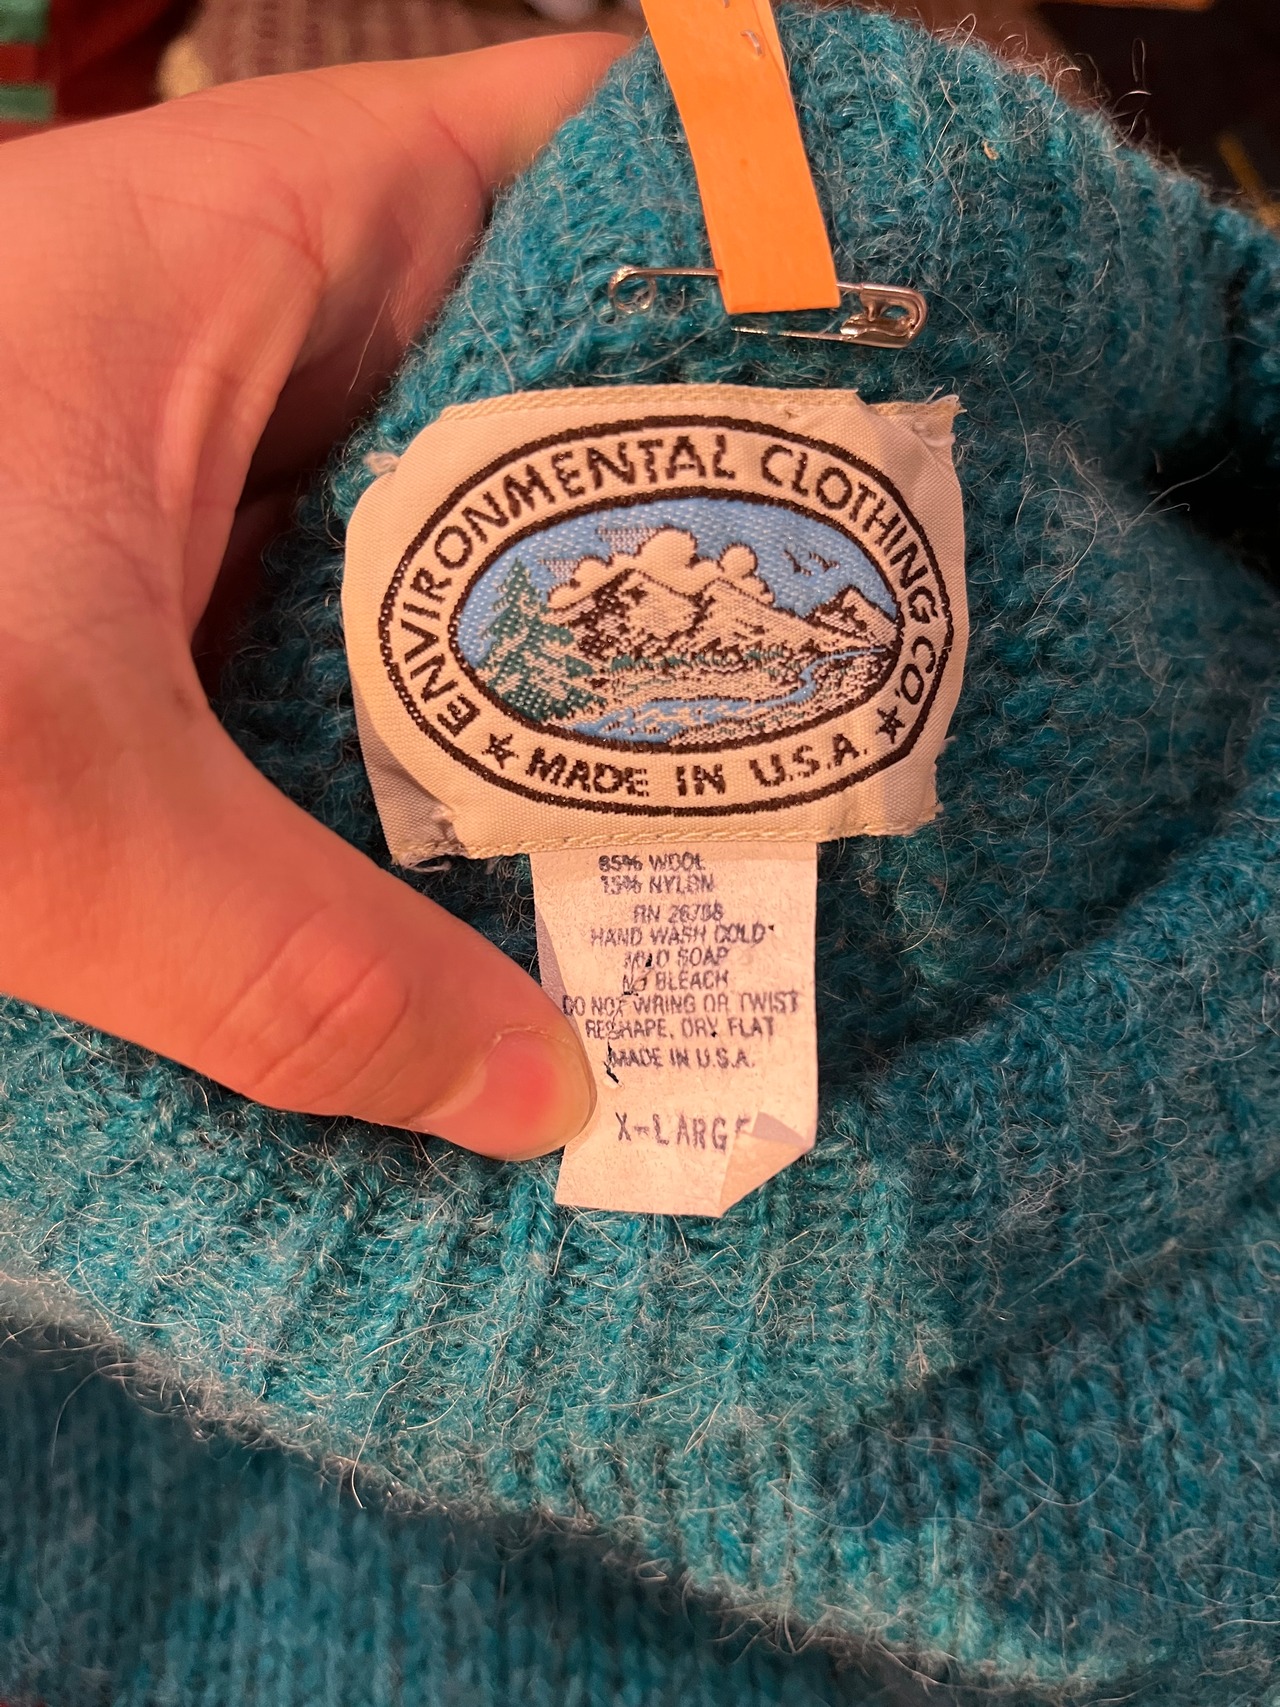 ENVIRONMENTAL CLOTHING CO.
★ MADE IN U.S.A. ★
85% WOOL
15% NYLON
RN 26788
HAND WASH COLD
MILD SOAP
NO BLEACH
DO NOT WRING OR TWIST
RESHAPE, DRY FLAT
MADE IN U.S.A.
X-LARGE